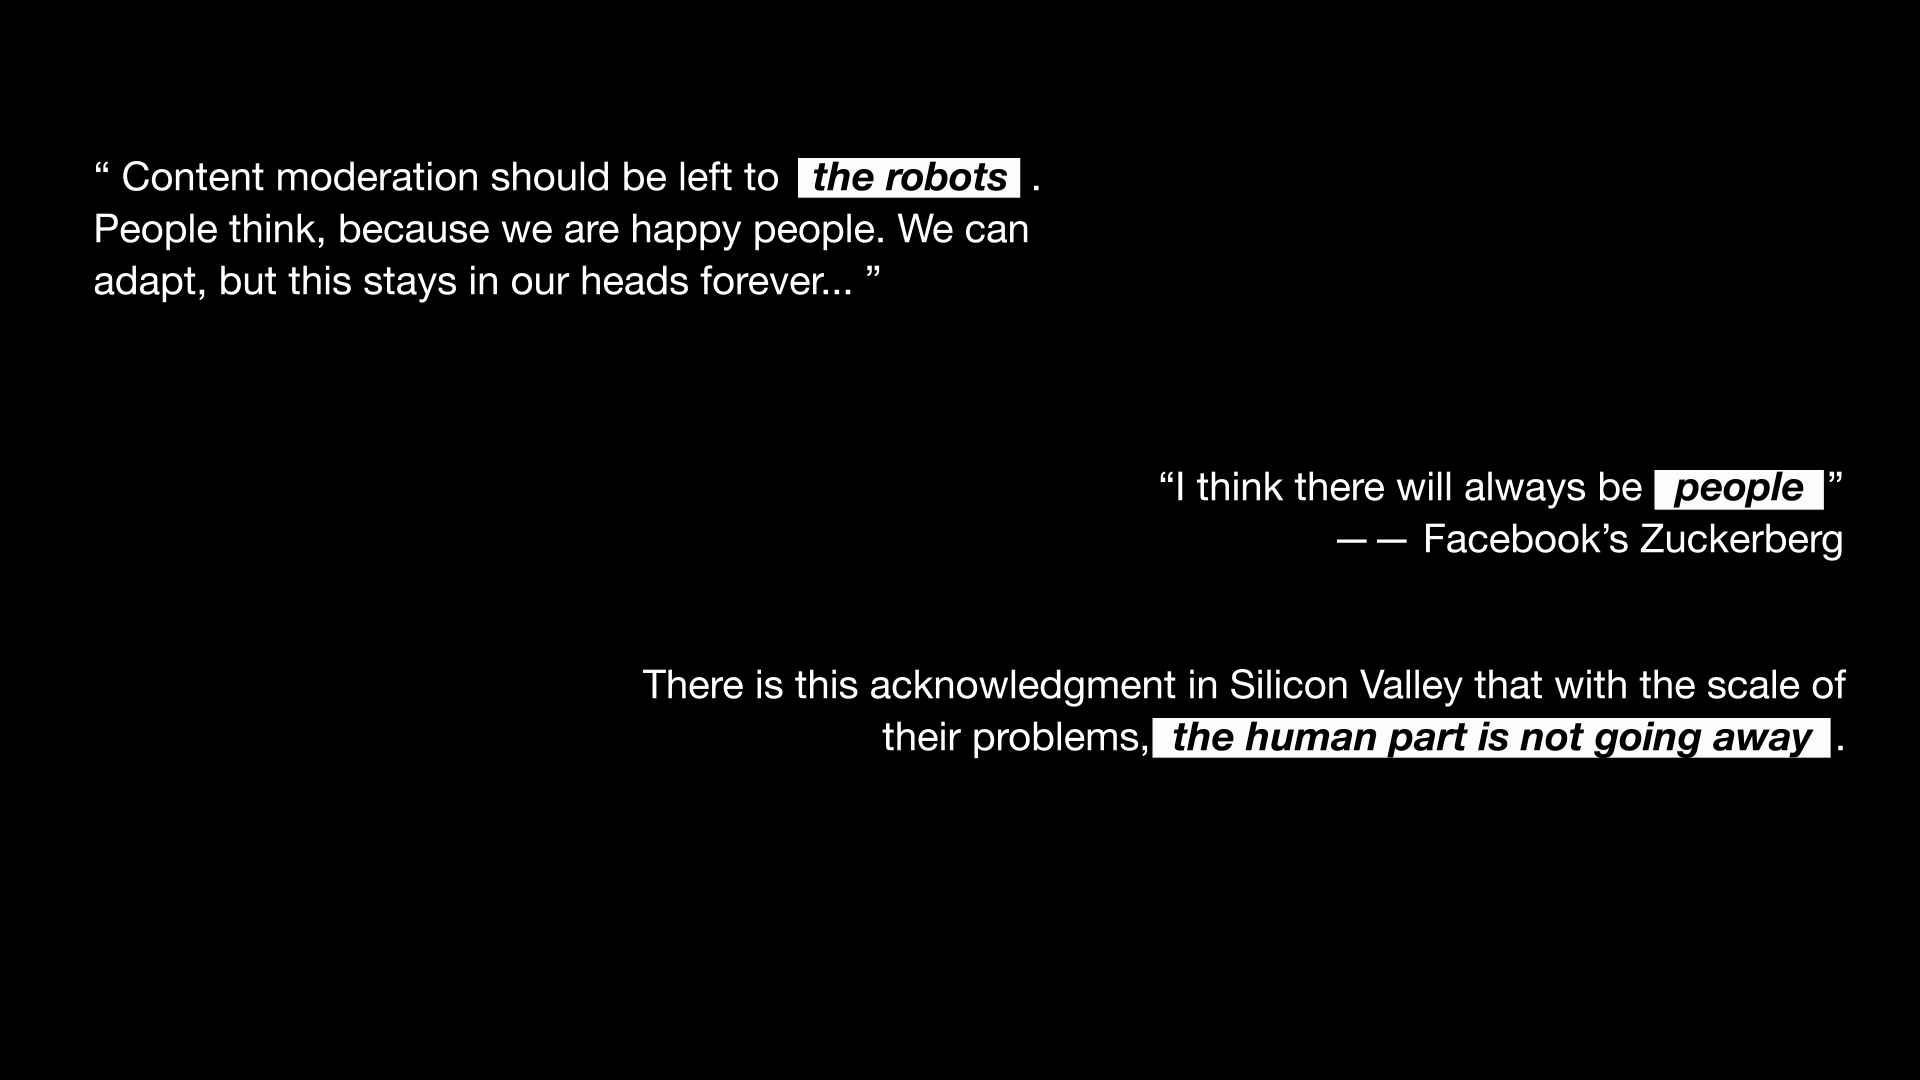 “ Content moderation should be left to the robots .
People think, because we are happy people. We can
adapt, but this stays in our heads forever... ”
“I think there will always be people ”
—— Facebook’s Zuckerberg
There is this acknowledgment in Silicon Valley that with the scale of
their problems, the human part is not going away .